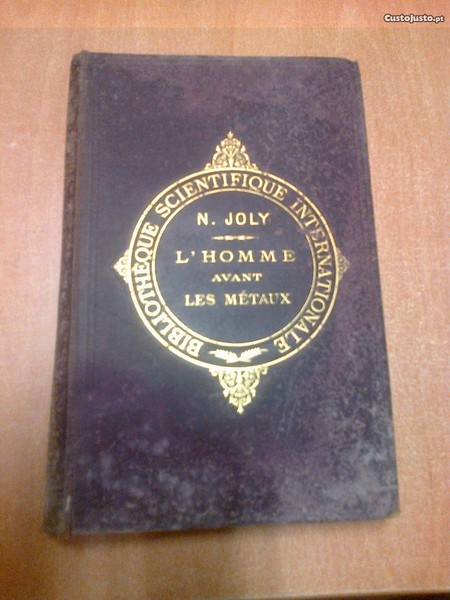 CustoJusto.pt
BIBLIOTHÈQUE SCIENTIFIQUE INTERNATIONALE
N. JOLY
L'HOMME
AVANT
LES MÉTAUX